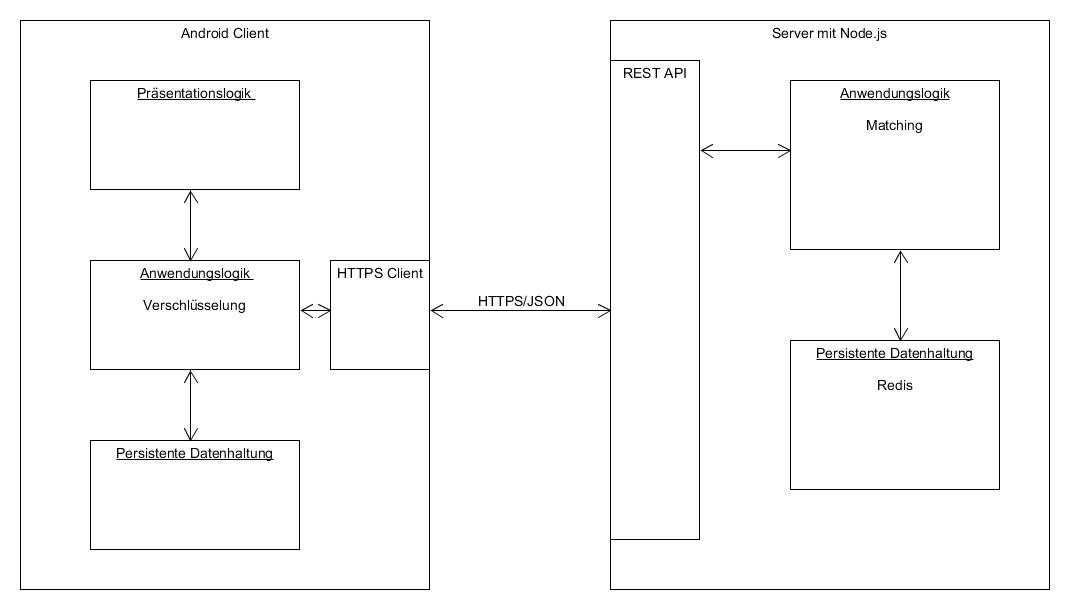 Android Client
Präsentationslogik
Anwendungslogik
Verschlüsselung
HTTPS Client
Persistente Datenhaltung
HTTPS/JSON
Server mit Node.js
REST API
Anwendungslogik
Matching
Persistente Datenhaltung
Redis